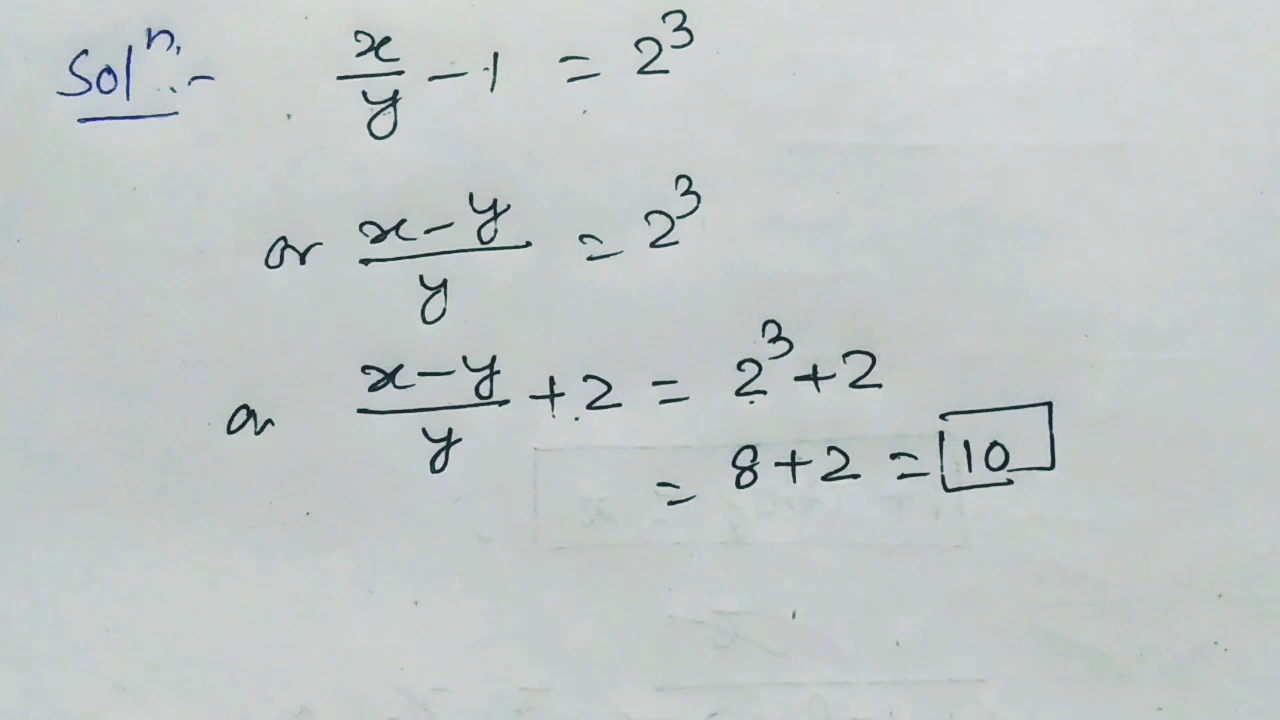 Solⁿ.:- x/y - 1 = 2³
or (x-y)/y = 2³
or (x-y)/y + 2 = 2³ + 2
= 8 + 2 = 10